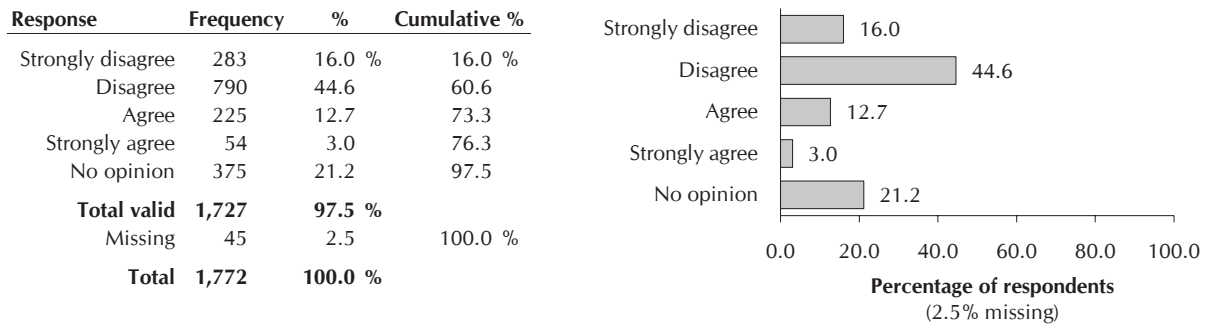 Response Frequency % Cumulative %
Strongly disagree 283 16.0 % 16.0 %
Disagree 790 44.6 60.6
Agree 225 12.7 73.3
Strongly agree 54 3.0 76.3
No opinion 375 21.2 97.5
Total valid 1,727 97.5 %
Missing 45 2.5 100.0 %
Total 1,772 100.0 %
Strongly disagree 16.0
Disagree 44.6
Agree 12.7
Strongly agree 3.0
No opinion 21.2
0.0 20.0 40.0 60.0 80.0 100.0
Percentage of respondents
(2.5% missing)